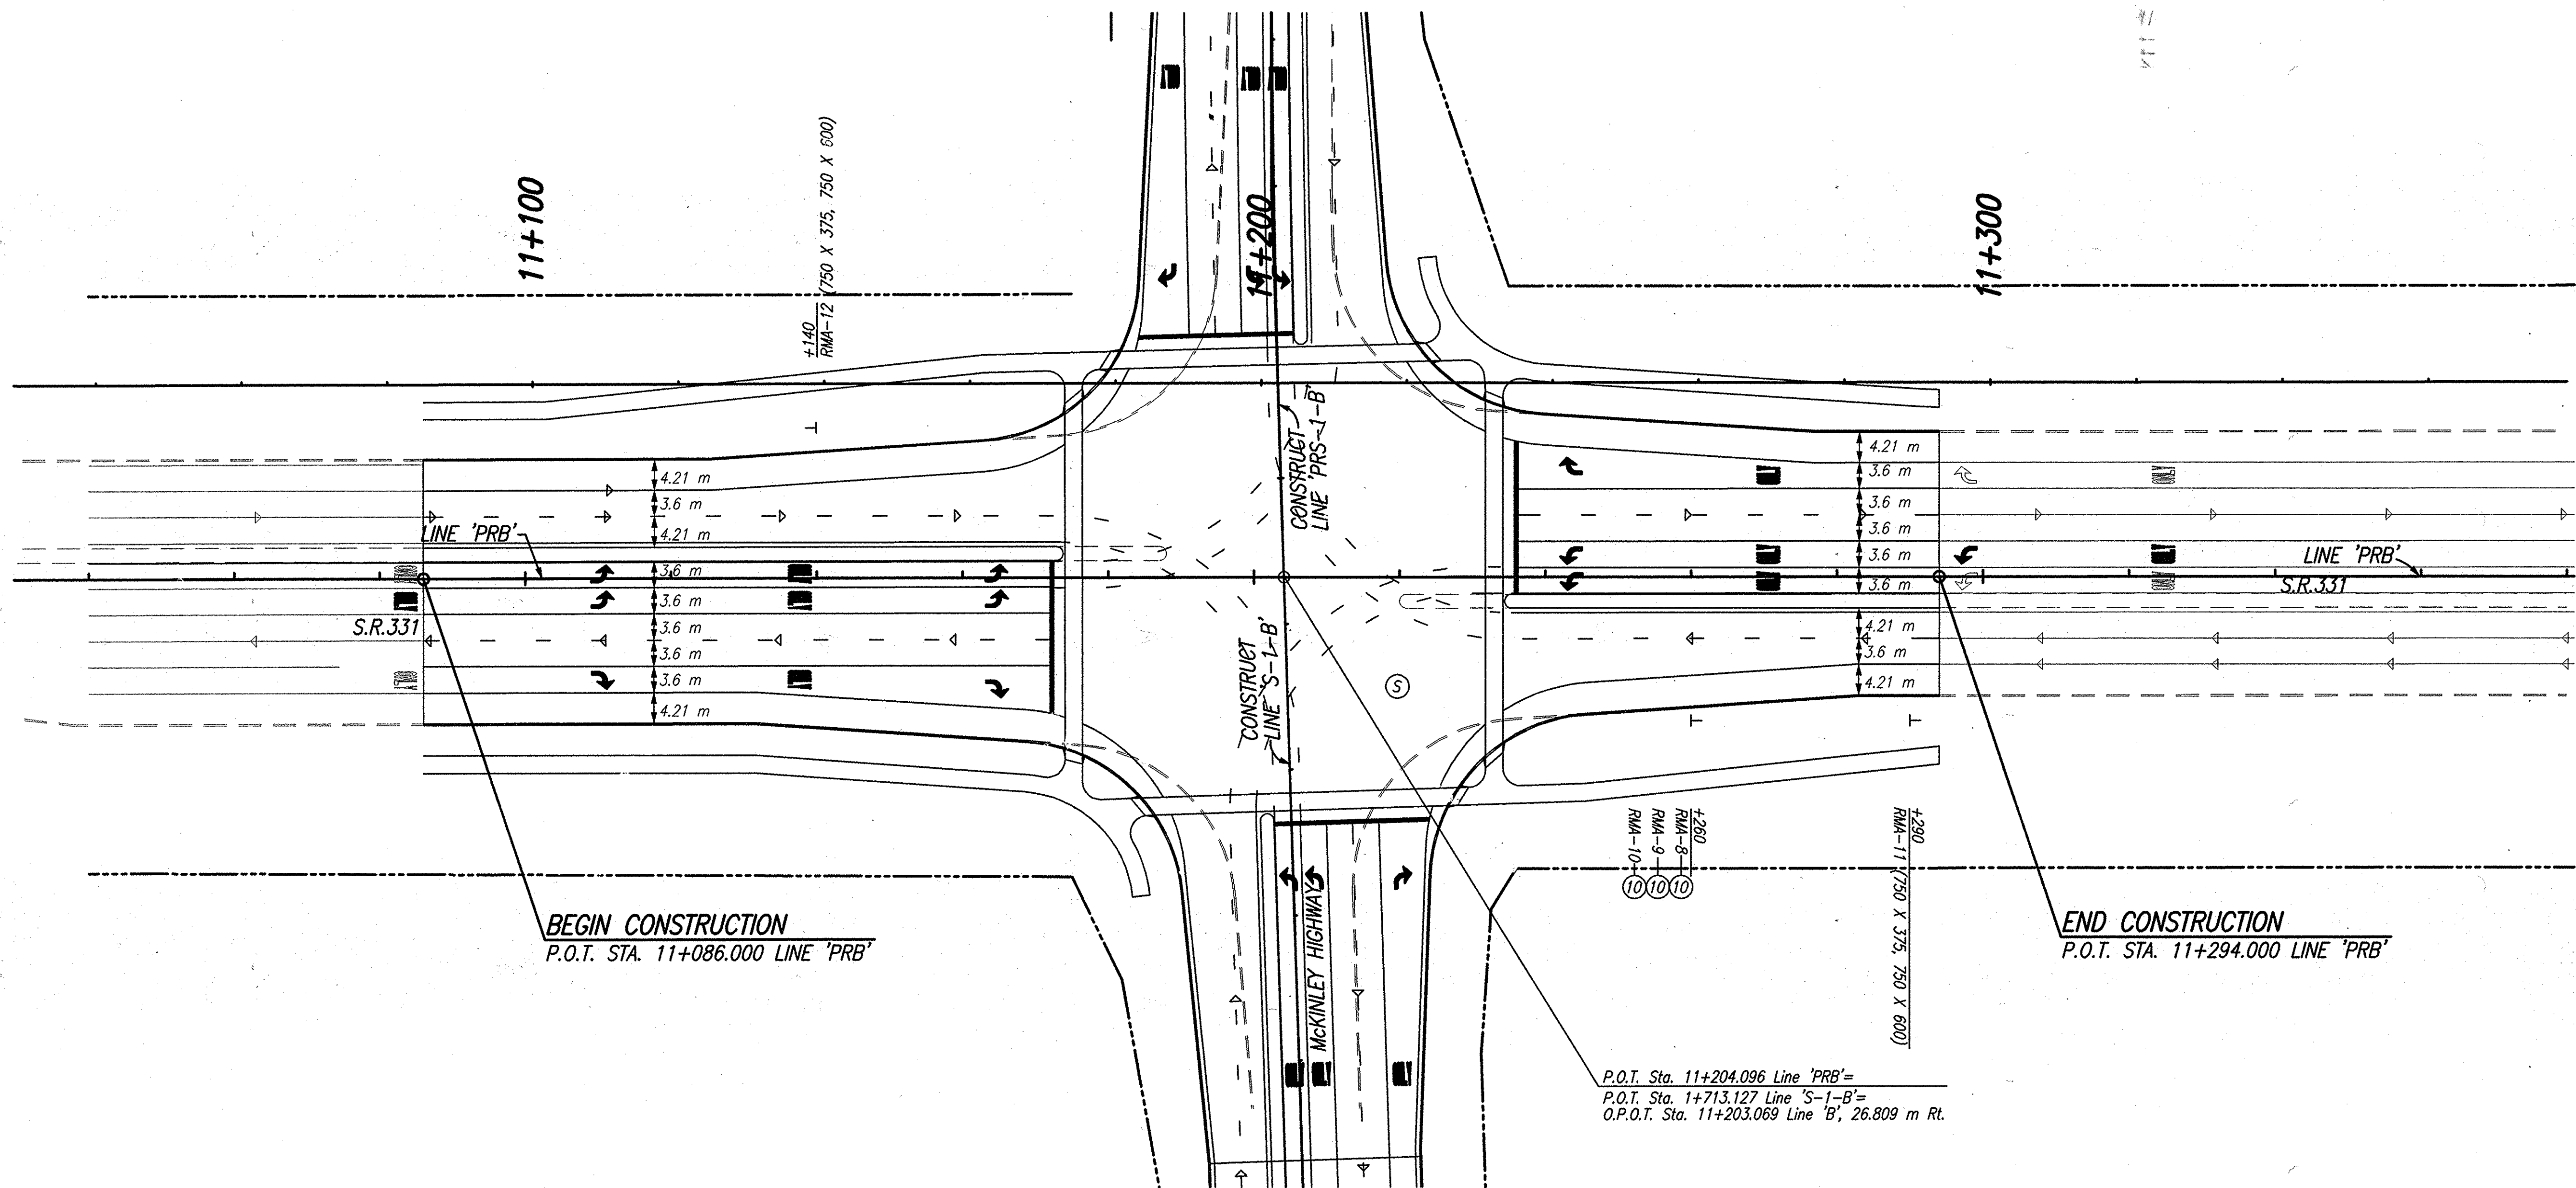 11+100
+140
RMA-12 (750 X 375, 750 X 600)
11+200
11+300
CONSTRUCT
LINE 'PRS-1-B'
4.21 m
3.6 m
4.21 m
3.6 m
3.6 m
3.6 m
3.6 m
3.6 m
4.21 m
LINE 'PRB'
S.R.331
ONLY
ONLY
ONLY
4.21 m
3.6 m
3.6 m
3.6 m
3.6 m
3.6 m
4.21 m
3.6 m
4.21 m
LINE 'PRB'
S.R.331
CONSTRUCT
LINE 'S-1-B'
S
McKINLEY HIGHWAY
+260
RMA-8 10
RMA-9 10
RMA-10 10
+290
RMA-11 (750 X 375, 750 X 600)
BEGIN CONSTRUCTION
P.O.T. STA. 11+086.000 LINE 'PRB'
END CONSTRUCTION
P.O.T. STA. 11+294.000 LINE 'PRB'
P.O.T. Sta. 11+204.096 Line 'PRB'=
P.O.T. Sta. 1+713.127 Line 'S-1-B'=
O.P.O.T. Sta. 11+203.069 Line 'B', 26.809 m Rt.